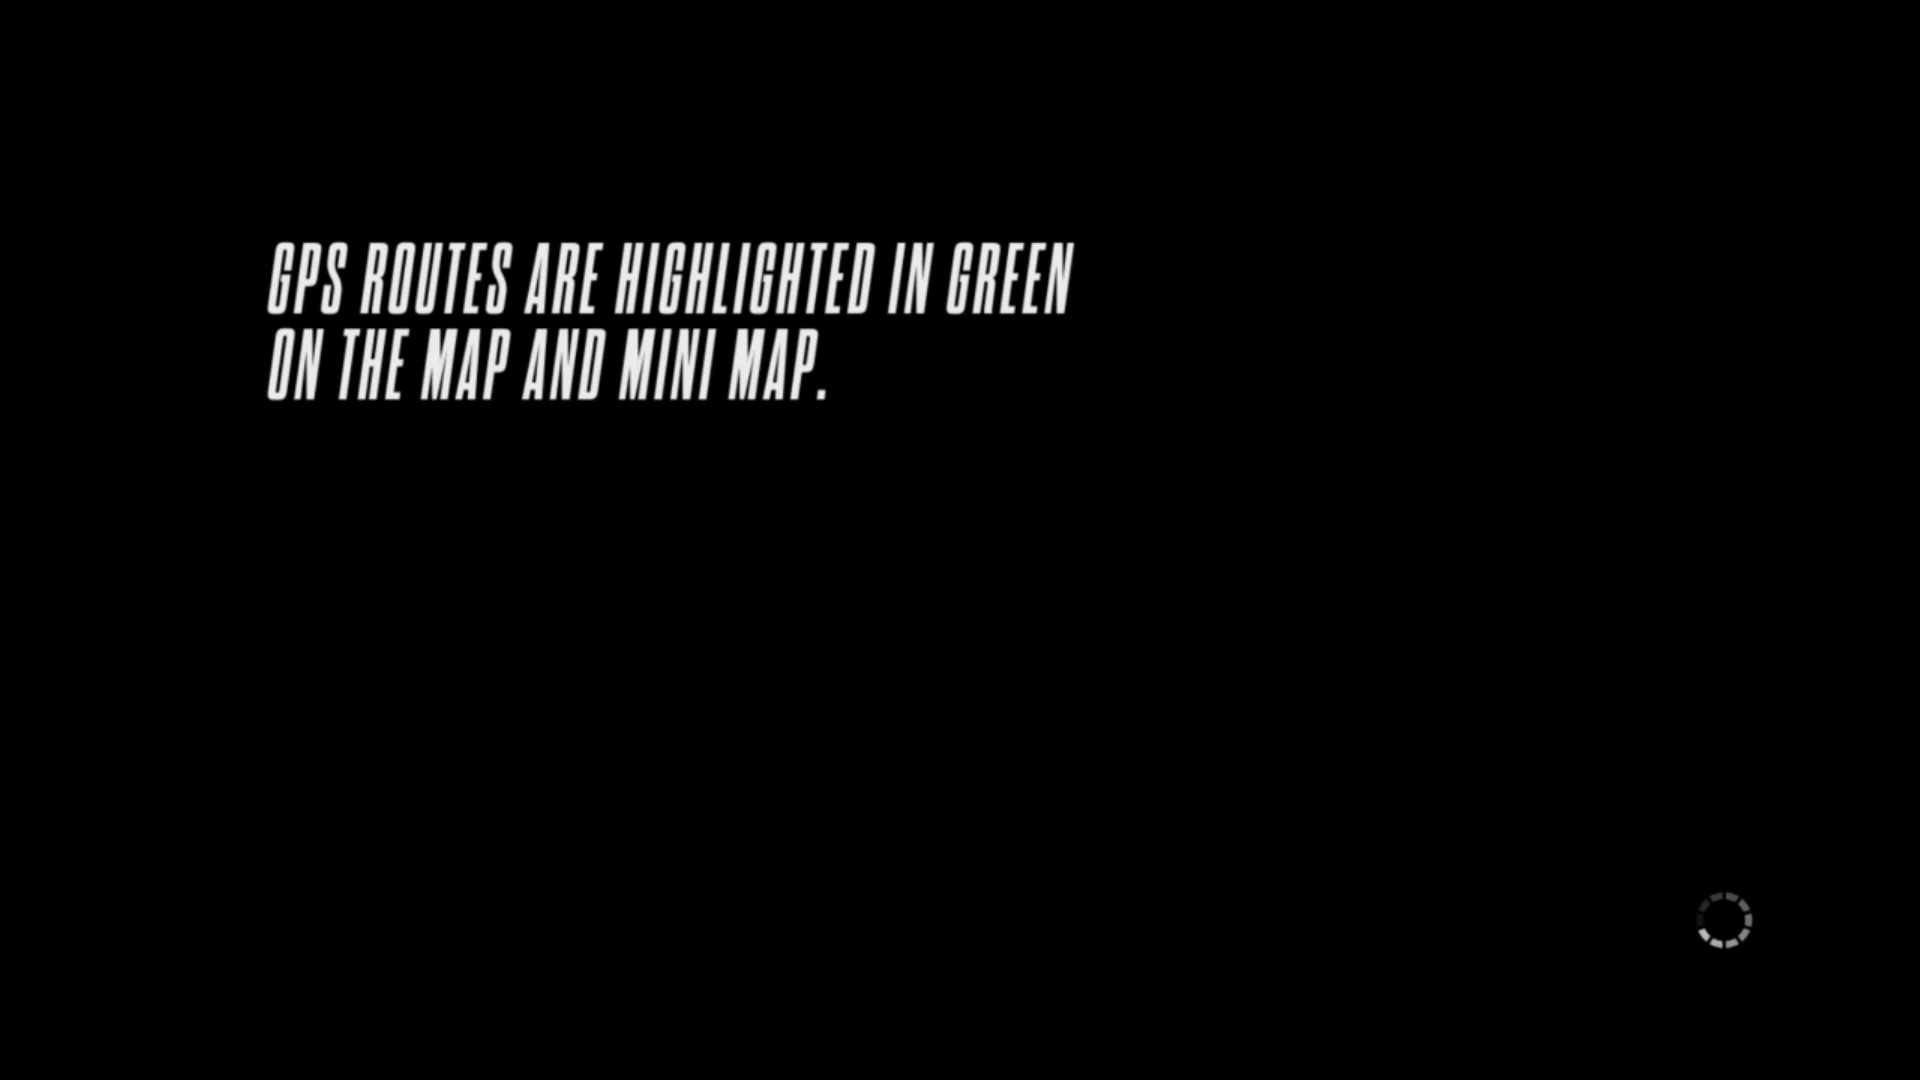 GPS ROUTES ARE HIGHLIGHTED IN GREEN
ON THE MAP AND MINI MAP.